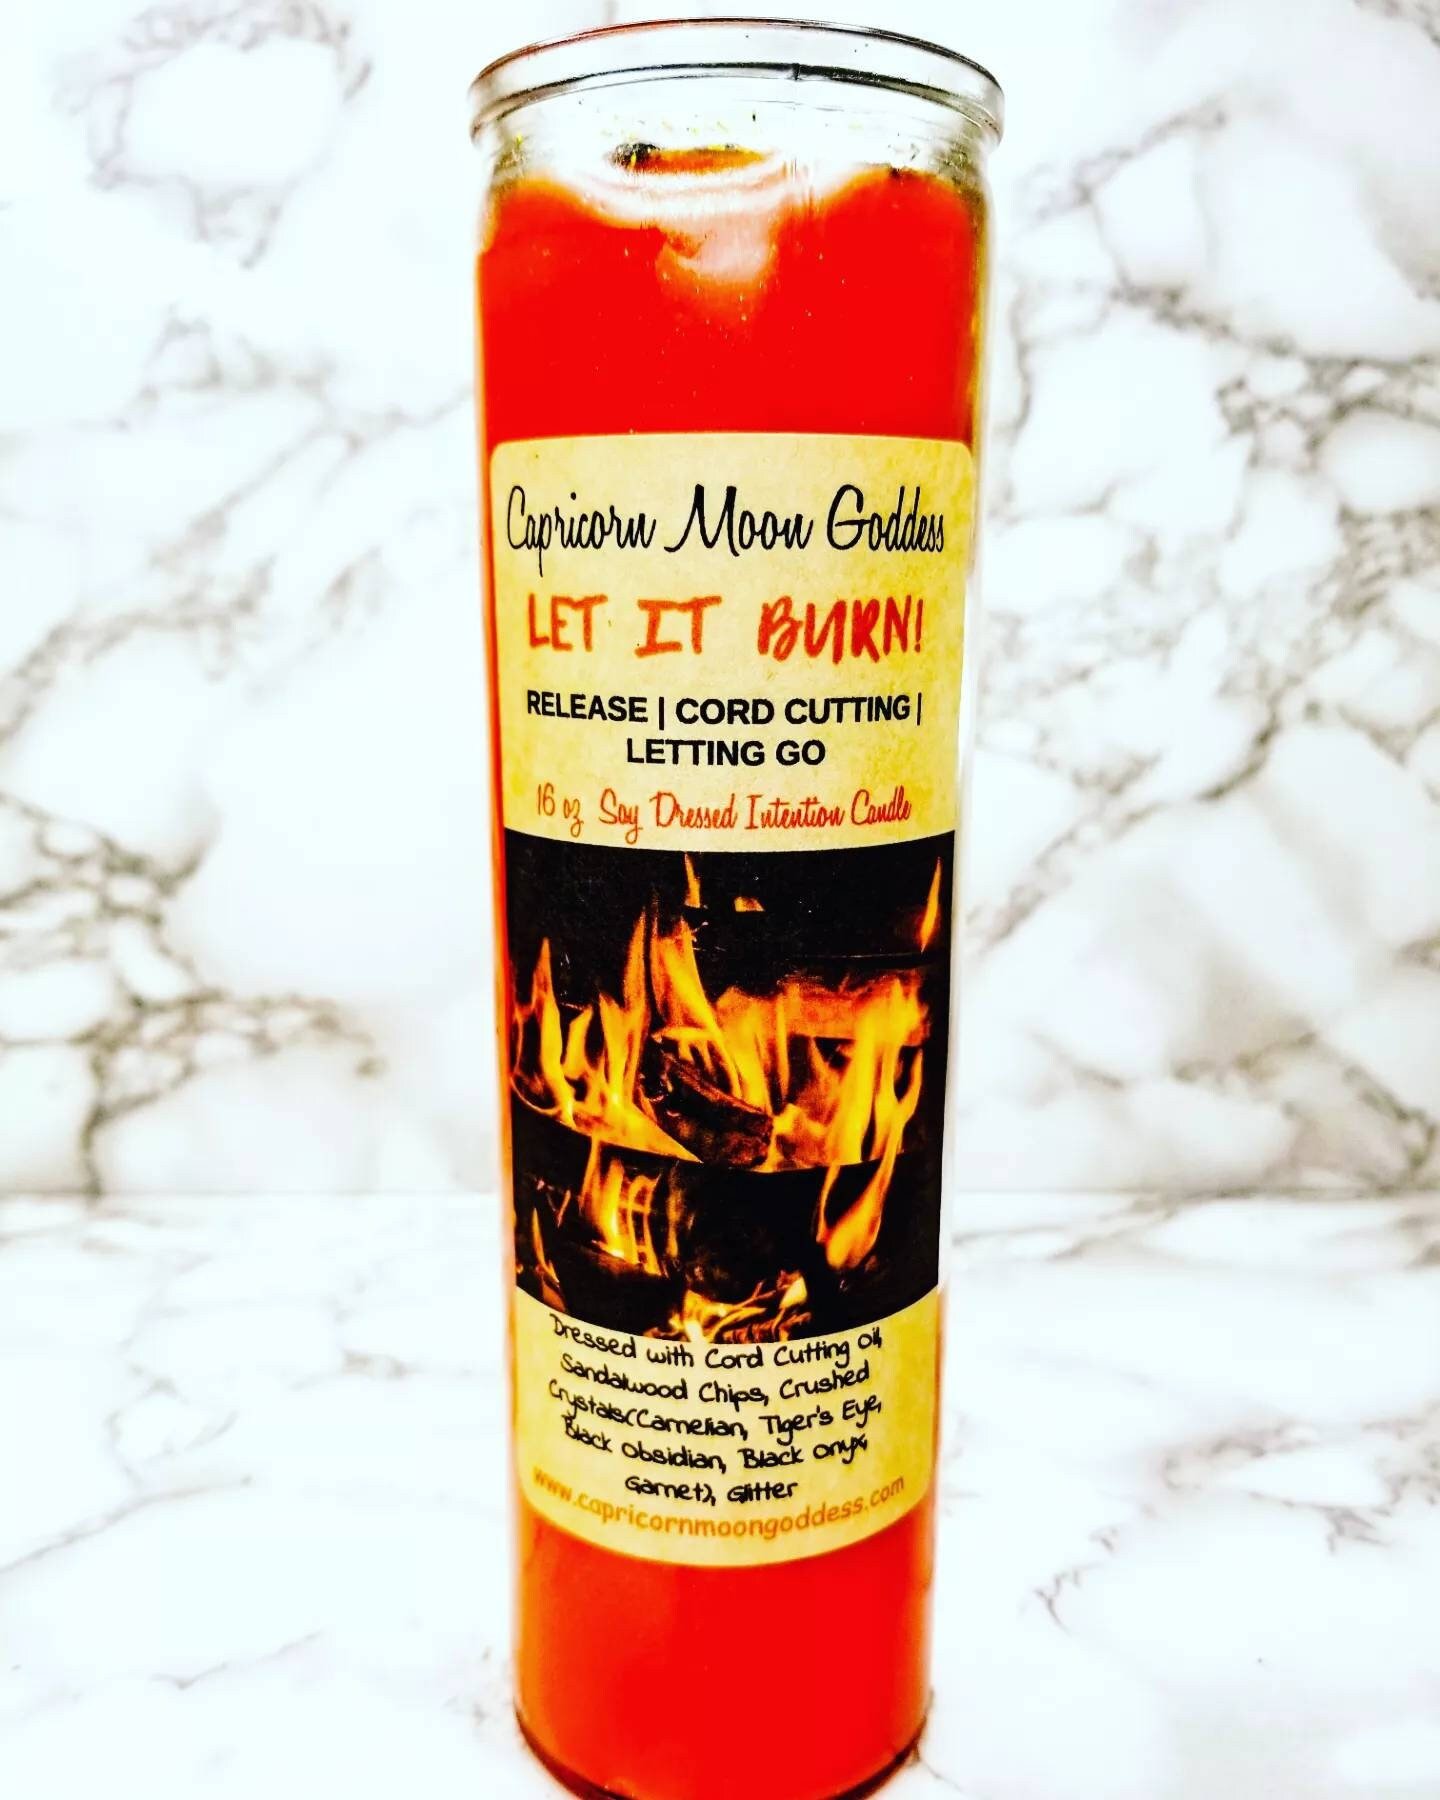 Capricorn Moon Goddess
LET IT BURN!
RELEASE | CORD CUTTING |
LETTING GO
16 oz Soy Dressed Intention Candle
Dressed with Cord Cutting Oil,
Sandalwood Chips, Crushed
Crystals(Carnelian, Tiger's Eye,
Black Obsidian, Black Onyx,
Garnet), Glitter
www.capricornmoongoddess.com